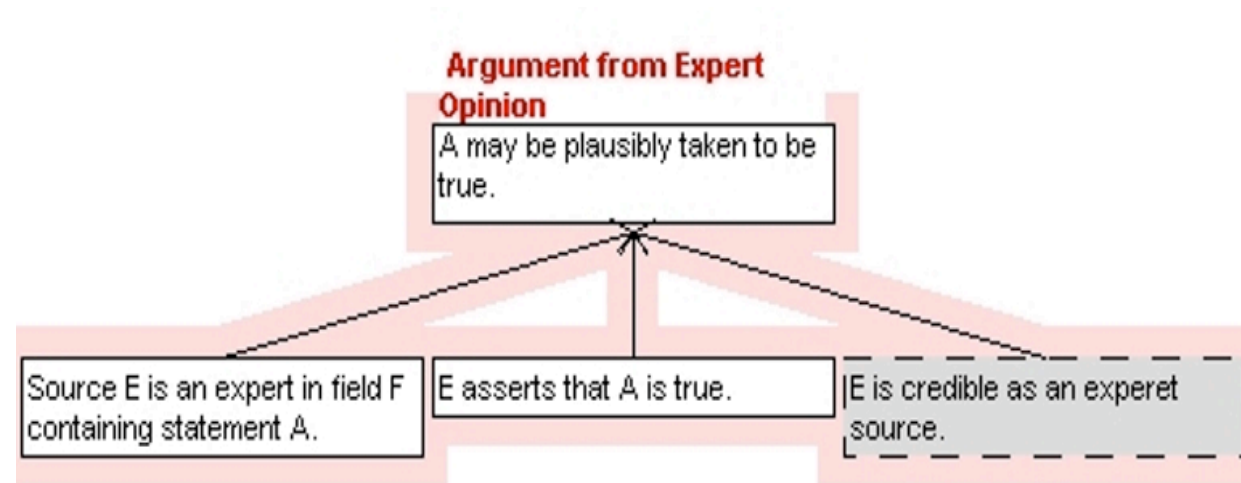 Argument from Expert
Opinion
A may be plausibly taken to be
true.
Source E is an expert in field F
containing statement A.
E asserts that A is true.
E is credible as an experet
source.